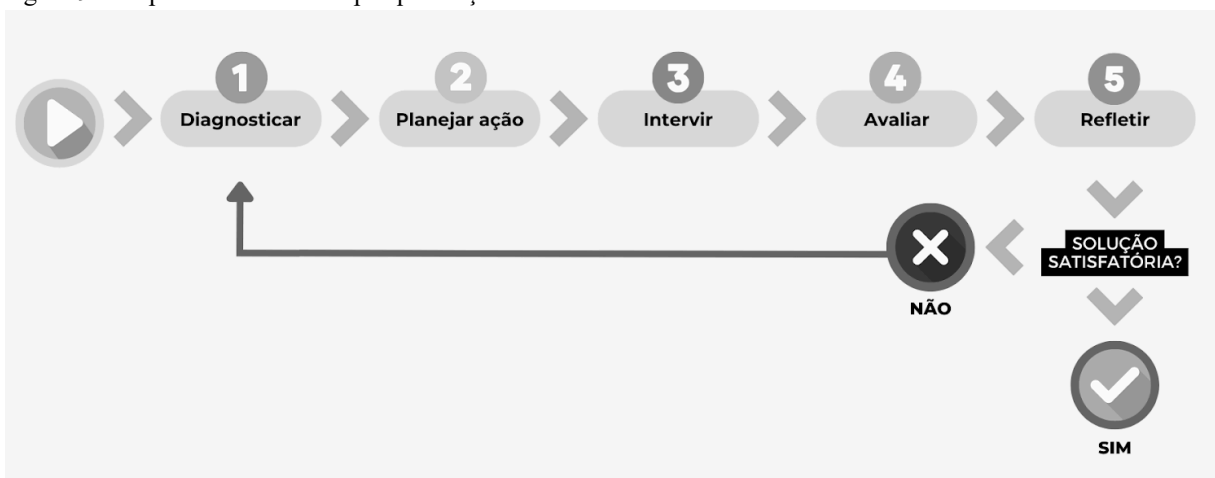 1
Diagnosticar
2
Planejar ação
3
Intervir
4
Avaliar
5
Refletir
SOLUÇÃO
SATISFATÓRIA?
NÃO
SIM